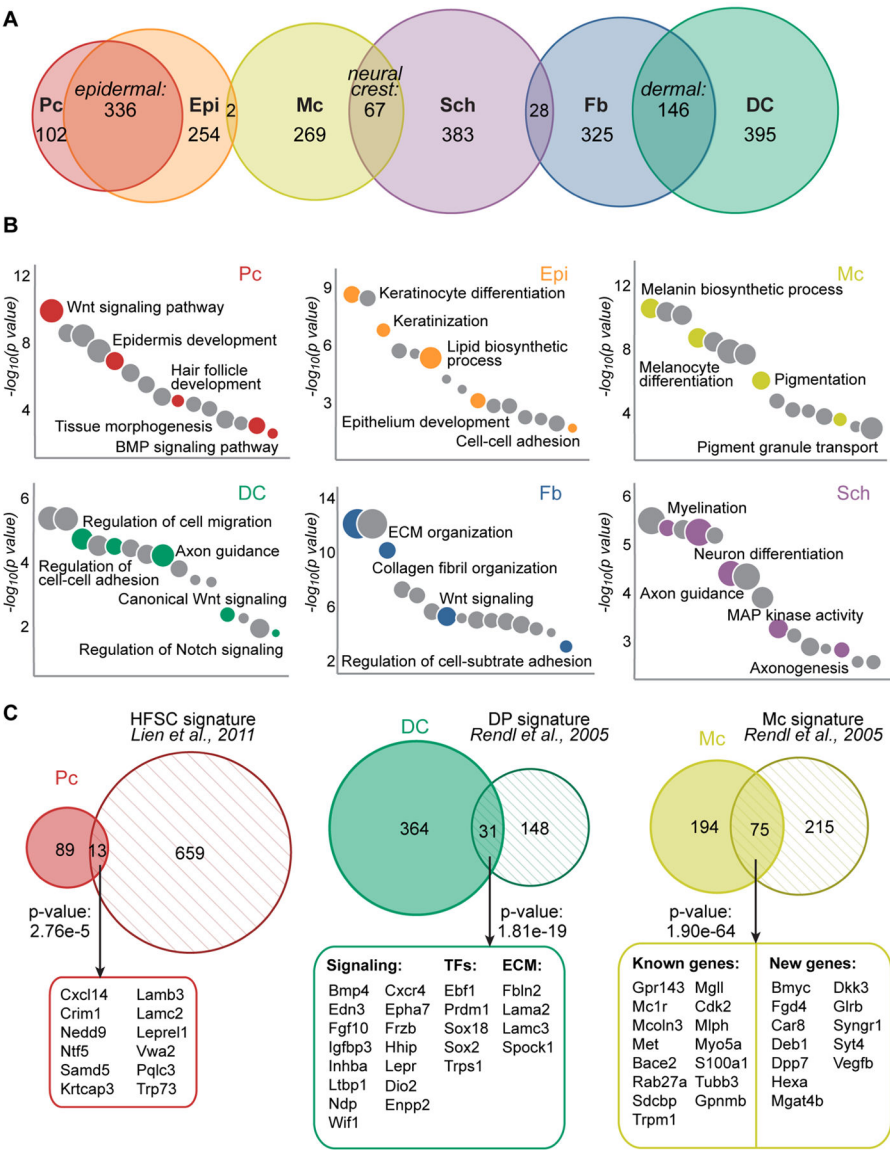 A
Pc
102
epidermal:
336
Epi
254
2
Mc
269
neural
crest:
67
Sch
383
28
Fb
325
dermal:
146
DC
395
B
Pc
-log10(p value)
12
8
4
Wnt signaling pathway
Epidermis development
Hair follicle
development
Tissue morphogenesis
BMP signaling pathway
Epi
-log10(p value)
9
6
3
Keratinocyte differentiation
Keratinization
Lipid biosynthetic
process
Epithelium development
Cell-cell adhesion
Mc
-log10(p value)
12
8
4
Melanin biosynthetic process
Melanocyte
differentiation
Pigmentation
Pigment granule transport
DC
-log10(p value)
6
4
2
Regulation of cell migration
Axon guidance
Regulation of
cell-cell adhesion
Canonical Wnt signaling
Regulation of Notch signaling
Fb
-log10(p value)
14
10
6
2
ECM organization
Collagen fibril organization
Wnt signaling
Regulation of cell-substrate adhesion
Sch
-log10(p value)
6
5
4
3
Myelination
Neuron differentiation
Axon guidance
MAP kinase activity
Axonogenesis
C
HFSC signature
Lien et al., 2011
Pc
89
13
659
p-value:
2.76e-5
Cxcl14 Lamb3
Crim1 Lamc2
Nedd9 Leprel1
Ntf5 Vwa2
Samd5 Pqlc3
Krtcap3 Trp73
DC
DP signature
Rendl et al., 2005
364
31
148
p-value:
1.81e-19
Signaling: TFs: ECM:
Bmp4 Cxcr4 Ebf1 Fbln2
Edn3 Epha7 Prdm1 Lama2
Fgf10 Frzb Sox18 Lamc3
Igfbp3 Hhip Sox2 Spock1
Inhba Lepr Trps1
Ltbp1 Dio2
Ndp Enpp2
Wif1
Mc
Mc signature
Rendl et al., 2005
194
75
215
p-value:
1.90e-64
Known genes: New genes:
Gpr143 Mgll Bmyc Dkk3
Mc1r Cdk2 Fgd4 Glrb
Mcoln3 Mlph Car8 Syngr1
Met Myo5a Deb1 Syt4
Bace2 S100a1 Dpp7 Vegfb
Rab27a Tubb3 Hexa
Sdcbp Gpnmb Mgat4b
Trpm1